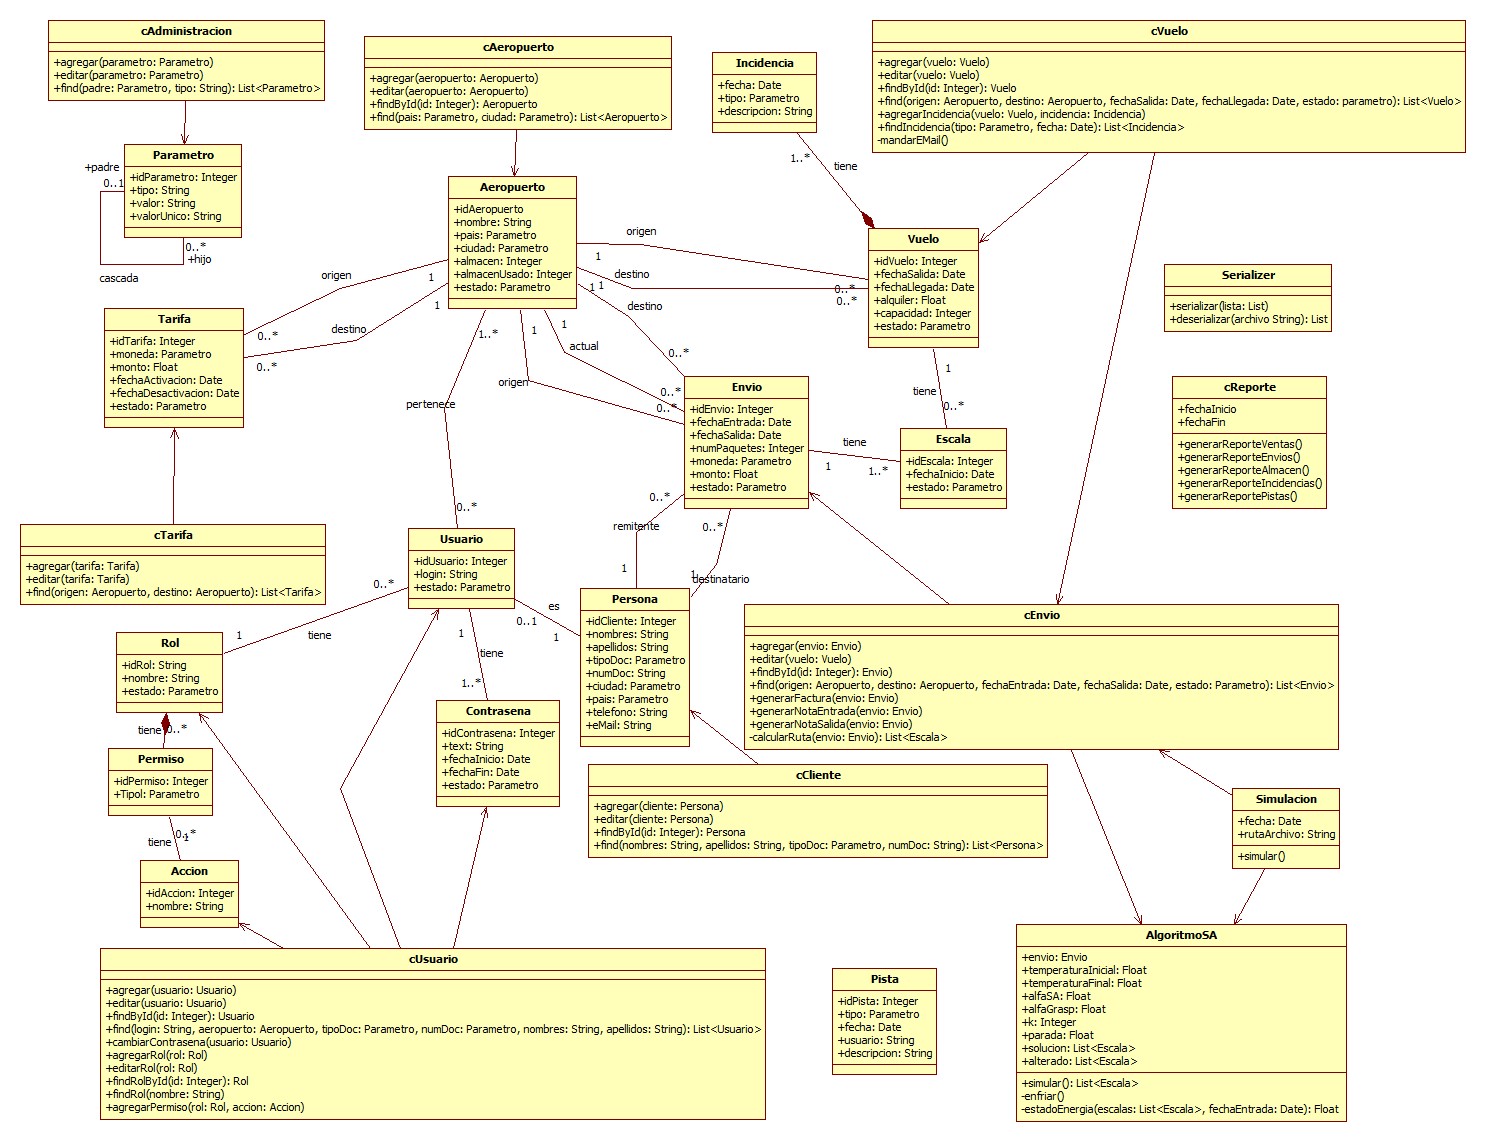 cAdministracion
+agregar(parametro: Parametro)
+editar(parametro: Parametro)
+find(padre: Parametro, tipo: String): List<Parametro>
cAeropuerto
+agregar(aeropuerto: Aeropuerto)
+editar(aeropuerto: Aeropuerto)
+findById(id: Integer): Aeropuerto
+find(pais: Parametro, ciudad: Parametro): List<Aeropuerto>
Incidencia
+fecha: Date
+tipo: Parametro
+descripcion: String
cVuelo
+agregar(vuelo: Vuelo)
+editar(vuelo: Vuelo)
+findById(id: Integer): Vuelo
+find(origen: Aeropuerto, destino: Aeropuerto, fechaSalida: Date, fechaLlegada: Date, estado: parametro): List<Vuelo>
+agregarIncidencia(vuelo: Vuelo, incidencia: Incidencia)
+findIncidencia(tipo: Parametro, fecha: Date): List<Incidencia>
-mandarEMail()
Parametro
+idParametro: Integer
+tipo: String
+valor: String
+valorUnico: String
+padre
0..1
0..*
+hijo
cascada
Aeropuerto
+idAeropuerto
+nombre: String
+pais: Parametro
+ciudad: Parametro
+almacen: Integer
+almacenUsado: Integer
+estado: Parametro
1..*
tiene
Vuelo
+idVuelo: Integer
+fechaSalida: Date
+fechaLlegada: Date
+alquiler: Float
+capacidad: Integer
+estado: Parametro
origen
1
0..*
destino
1
0..*
Serializer
+serializar(lista: List)
+deserializar(archivo String): List
Tarifa
+idTarifa: Integer
+moneda: Parametro
+monto: Float
+fechaActivacion: Date
+fechaDesactivacion: Date
+estado: Parametro
origen
1
0..*
destino
1
0..*
destino
1
0..*
actual
1
0..*
origen
1
0..*
Envio
+idEnvio: Integer
+fechaEntrada: Date
+fechaSalida: Date
+numPaquetes: Integer
+moneda: Parametro
+monto: Float
+estado: Parametro
1
tiene
0..*
Escala
+idEscala: Integer
+fechaInicio: Date
+estado: Parametro
tiene
1
1..*
cReporte
+fechaInicio
+fechaFin
+generarReporteVentas()
+generarReporteEnvios()
+generarReporteAlmacen()
+generarReporteIncidencias()
+generarReportePistas()
1..*
pertenece
0..*
cTarifa
+agregar(tarifa: Tarifa)
+editar(tarifa: Tarifa)
+find(origen: Aeropuerto, destino: Aeropuerto): List<Tarifa>
Usuario
+idUsuario: Integer
+login: String
+estado: Parametro
0..*
remitente
1
0..*
destinatario
1
0..*
tiene
1
es
0..1
1
1
tiene
1..*
Persona
+idCliente: Integer
+nombres: String
+apellidos: String
+tipoDoc: Parametro
+numDoc: String
+ciudad: Parametro
+pais: Parametro
+telefono: String
+eMail: String
cEnvio
+agregar(envio: Envio)
+editar(vuelo: Vuelo)
+findById(id: Integer): Envio)
+find(origen: Aeropuerto, destino: Aeropuerto, fechaEntrada: Date, fechaSalida: Date, estado: Parametro): List<Envio>
+generarFactura(envio: Envio)
+generarNotaEntrada(envio: Envio)
+generarNotaSalida(envio: Envio)
-calcularRuta(envio: Envio): List<Escala>
Rol
+idRol: String
+nombre: String
+estado: Parametro
tiene
0..*
Contrasena
+idContrasena: Integer
+text: String
+fechaInicio: Date
+fechaFin: Date
+estado: Parametro
Permiso
+idPermiso: Integer
+Tipol: Parametro
tiene
0..*
1
cCliente
+agregar(cliente: Persona)
+editar(cliente: Persona)
+findById(id: Integer): Persona
+find(nombres: String, apellidos: String, tipoDoc: Parametro, numDoc: String): List<Persona>
Simulacion
+fecha: Date
+rutaArchivo: String
+simular()
Accion
+idAccion: Integer
+nombre: String
cUsuario
+agregar(usuario: Usuario)
+editar(usuario: Usuario)
+findById(id: Integer): Usuario
+find(login: String, aeropuerto: Aeropuerto, tipoDoc: Parametro, numDoc: Parametro, nombres: String, apellidos: String): List<Usuario>
+cambiarContrasena(usuario: Usuario)
+agregarRol(rol: Rol)
+editarRol(rol: Rol)
+findRolById(id: Integer): Rol
+findRol(nombre: String)
+agregarPermiso(rol: Rol, accion: Accion)
Pista
+idPista: Integer
+tipo: Parametro
+fecha: Date
+usuario: String
+descripcion: String
AlgoritmoSA
+envio: Envio
+temperaturaInicial: Float
+temperaturaFinal: Float
+alfaSA: Float
+alfaGrasp: Float
+k: Integer
+parada: Float
+solucion: List<Escala>
+alterado: List<Escala>
+simular(): List<Escala>
-enfriar()
-estadoEnergia(escalas: List<Escala>, fechaEntrada: Date): Float